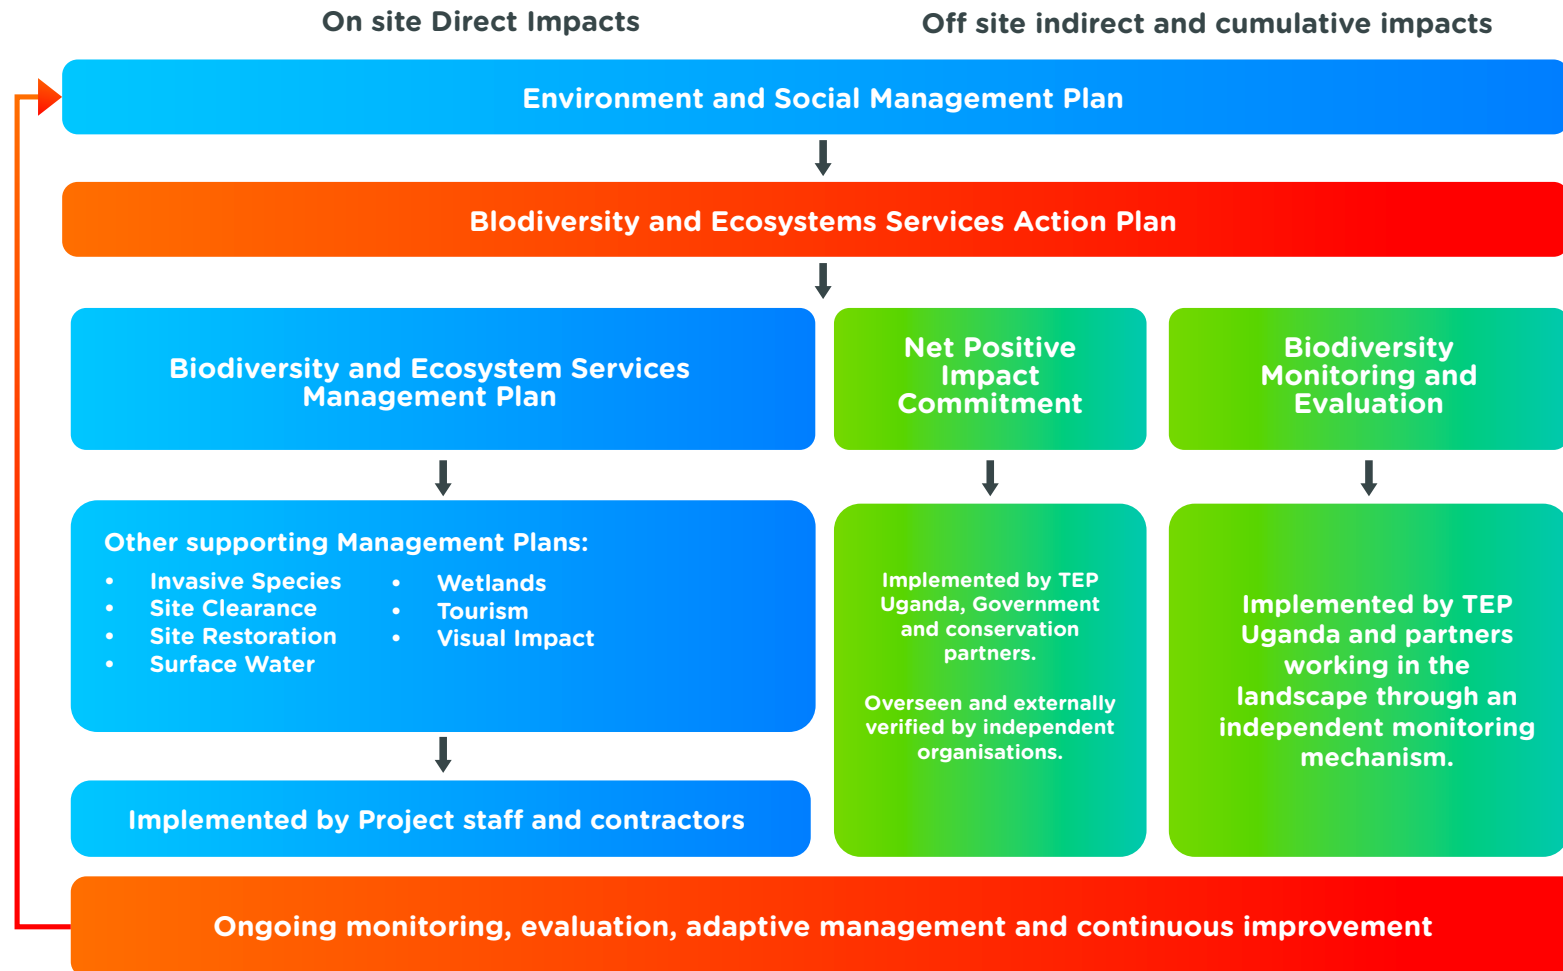 On site Direct Impacts
Off site indirect and cumulative impacts
Environment and Social Management Plan
Blodiversity and Ecosystems Services Action Plan
Biodiversity and Ecosystem Services
Management Plan
Net Positive
Impact
Commitment
Biodiversity
Monitoring and
Evaluation
Other supporting Management Plans:
• Invasive Species
• Site Clearance
• Site Restoration
• Surface Water
• Wetlands
• Tourism
• Visual Impact
Implemented by TEP
Uganda, Government
and conservation
partners.
Overseen and externally
verified by independent
organisations.
Implemented by TEP
Uganda and partners
working in the
landscape through an
independent monitoring
mechanism.
Implemented by Project staff and contractors
Ongoing monitoring, evaluation, adaptive management and continuous improvement